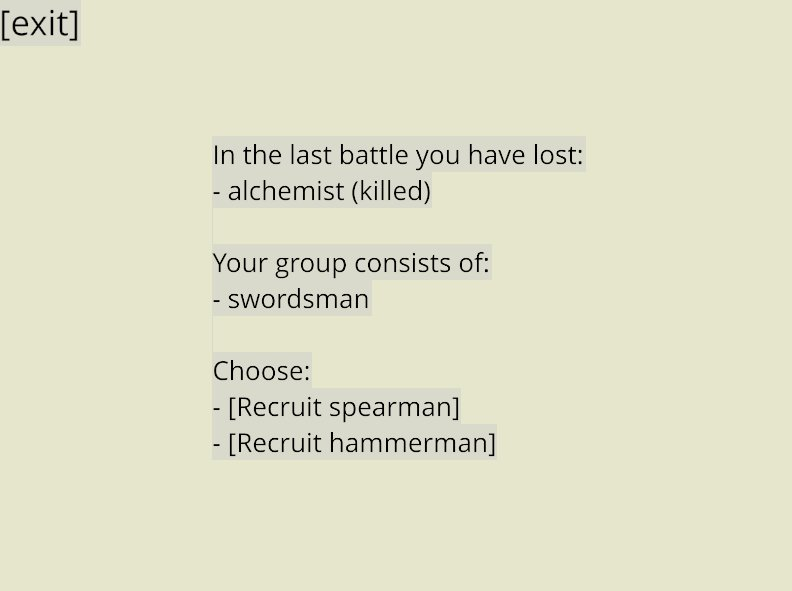 [exit]
In the last battle you have lost:
- alchemist (killed)
Your group consists of:
- swordsman
Choose:
- [Recruit spearman]
- [Recruit hammerman]